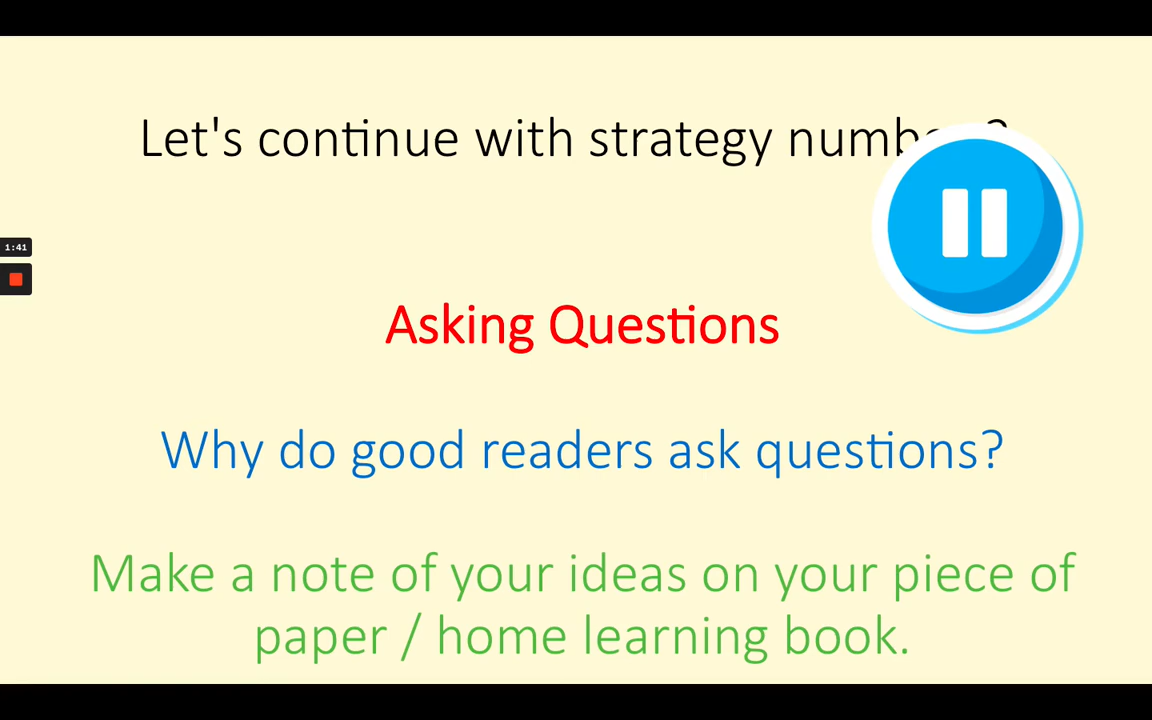 Let's continue with strategy
1:41
Asking Questions
Why do good readers ask questions?
Make a note of your ideas on your piece of
paper / home learning book.